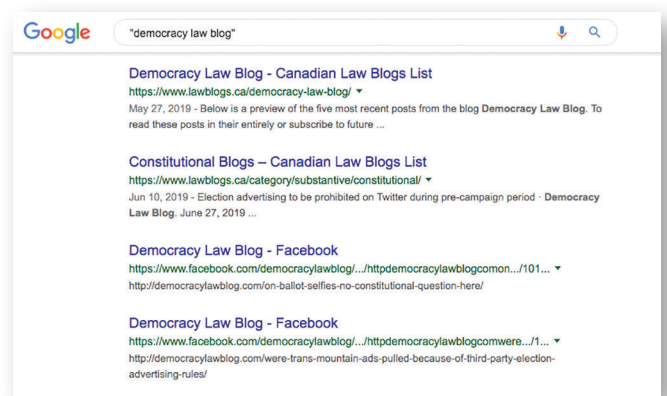 Google
"democracy law blog"
Democracy Law Blog - Canadian Law Blogs List
https://www.lawblogs.ca/democracy-law-blog/
May 27, 2019 - Below is a preview of the five most recent posts from the blog Democracy Law Blog. To
read these posts in their entirely or subscribe to future ...
Constitutional Blogs – Canadian Law Blogs List
https://www.lawblogs.ca/category/substantive/constitutional/
Jun 10, 2019 - Election advertising to be prohibited on Twitter during pre-campaign period · Democracy
Law Blog. June 27, 2019 ...
Democracy Law Blog - Facebook
https://www.facebook.com/democracylawblog/.../httpdemocracylawblogcomon.../101...
http://democracylawblog.com/on-ballot-selfies-no-constitutional-question-here/
Democracy Law Blog - Facebook
https://www.facebook.com/democracylawblog/.../httpdemocracylawblogcomwere.../1...
http://democracylawblog.com/were-trans-mountain-ads-pulled-because-of-third-party-election-
advertising-rules/